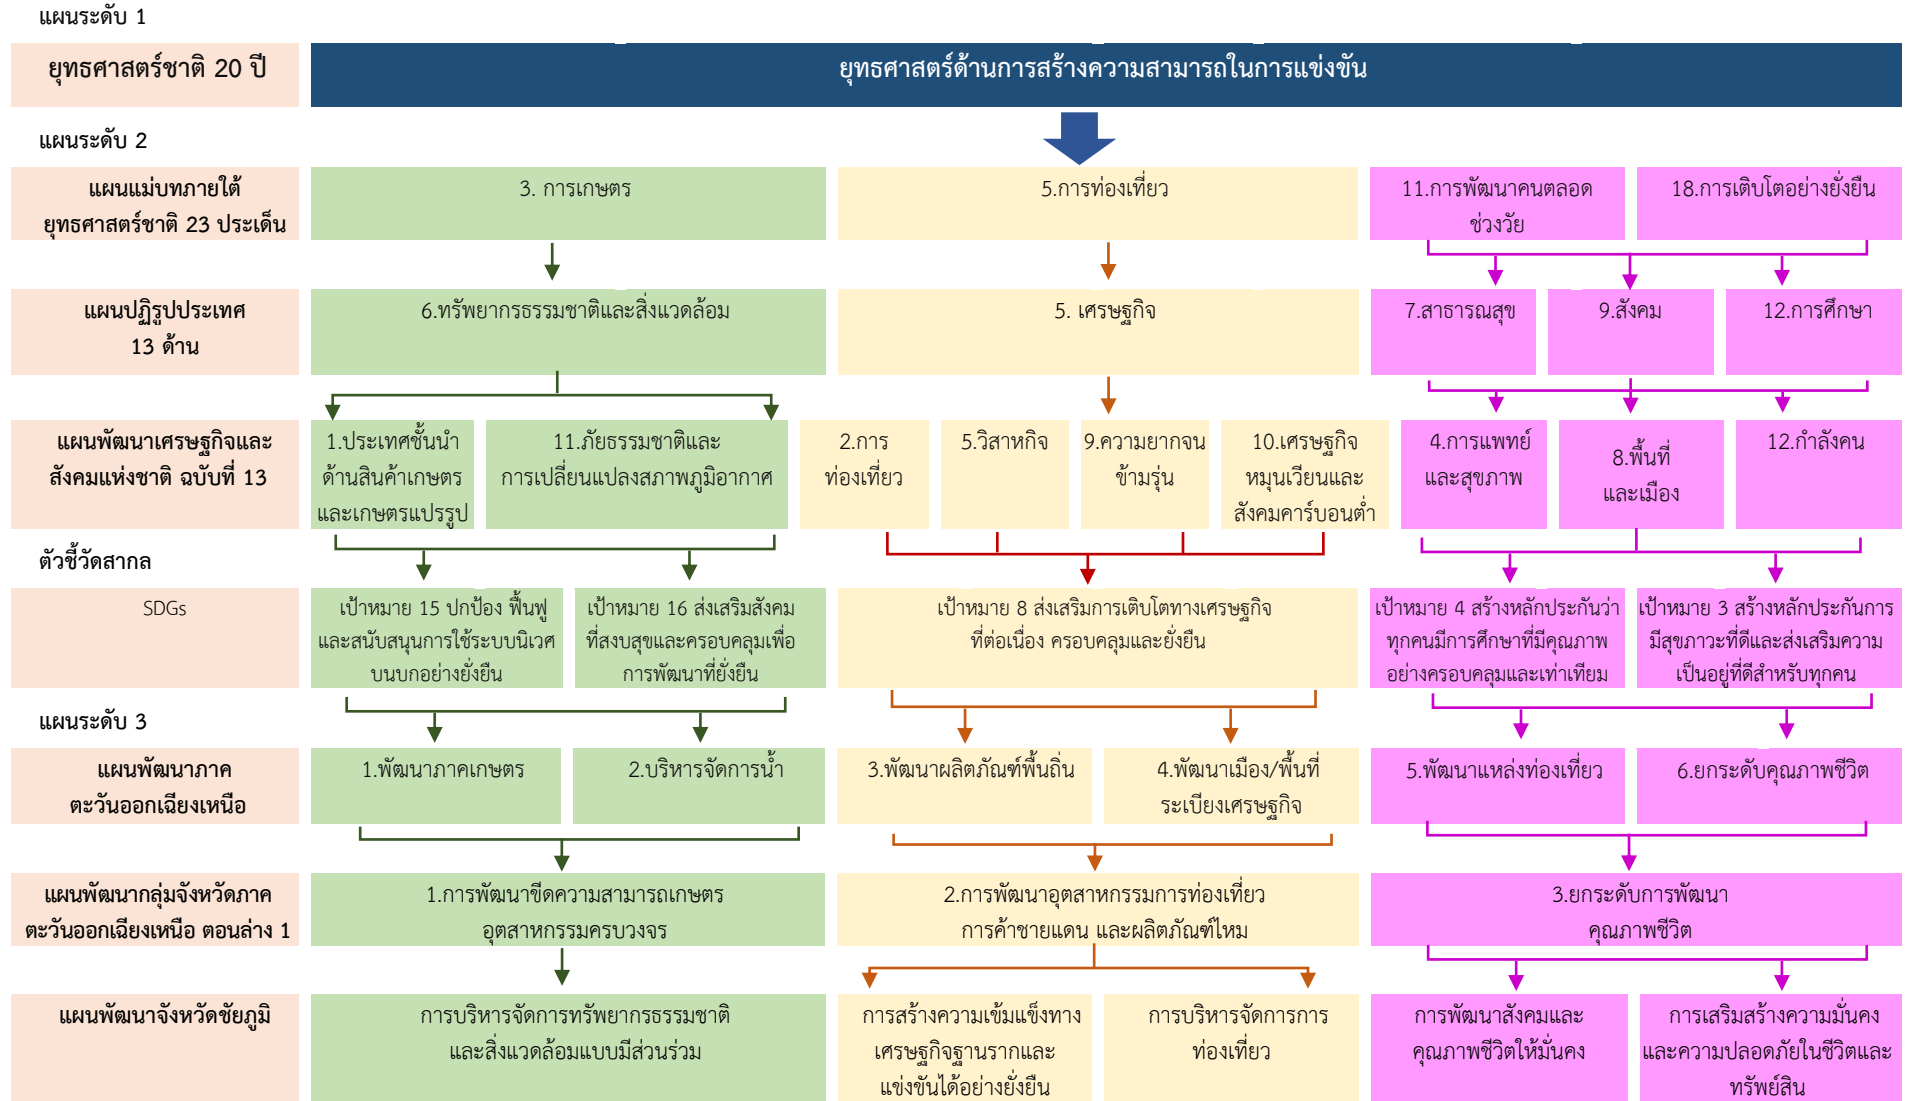 แผนระดับ 1
ยุทธศาสตร์ชาติ 20 ปี
ยุทธศาสตร์ด้านการสร้างความสามารถในการแข่งขัน
แผนระดับ 2
แผนแม่บทภายใต้
ยุทธศาสตร์ชาติ 23 ประเด็น
3. การเกษตร
5.การท่องเที่ยว
11.การพัฒนาคนตลอด
ช่วงวัย
18.การเติบโตอย่างยั่งยืน
แผนปฏิรูปประเทศ
13 ด้าน
6.ทรัพยากรธรรมชาติและสิ่งแวดล้อม
5. เศรษฐกิจ
7.สาธารณสุข
9.สังคม
12.การศึกษา
แผนพัฒนาเศรษฐกิจและ
สังคมแห่งชาติ ฉบับที่ 13
1.ประเทศชั้นนำ
ด้านสินค้าเกษตร
และเกษตรแปรรูป
11.ภัยธรรมชาติและ
การเปลี่ยนแปลงสภาพภูมิอากาศ
2.การ
ท่องเที่ยว
5.วิสาหกิจ
9.ความยากจน
ข้ามรุ่น
10.เศรษฐกิจ
หมุนเวียนและ
สังคมคาร์บอนต่ำ
4.การแพทย์
และสุขภาพ
8.พื้นที่
และเมือง
12.กำลังคน
ตัวชี้วัดสากล
SDGs
เป้าหมาย 15 ปกป้อง ฟื้นฟู
และสนับสนุนการใช้ระบบนิเวศ
บนบกอย่างยั่งยืน
เป้าหมาย 16 ส่งเสริมสังคม
ที่สงบสุขและครอบคลุมเพื่อ
การพัฒนาที่ยั่งยืน
เป้าหมาย 8 ส่งเสริมการเติบโตทางเศรษฐกิจ
ที่ต่อเนื่อง ครอบคลุมและยั่งยืน
เป้าหมาย 4 สร้างหลักประกันว่า
ทุกคนมีการศึกษาที่มีคุณภาพ
อย่างครอบคลุมและเท่าเทียม
เป้าหมาย 3 สร้างหลักประกันการ
มีสุขภาวะที่ดีและส่งเสริมความ
เป็นอยู่ที่ดีสำหรับทุกคน
แผนระดับ 3
แผนพัฒนาภาค
ตะวันออกเฉียงเหนือ
1.พัฒนาภาคเกษตร
2.บริหารจัดการน้ำ
3.พัฒนาผลิตภัณฑ์พื้นถิ่น
4.พัฒนาเมือง/พื้นที่
ระเบียงเศรษฐกิจ
5.พัฒนาแหล่งท่องเที่ยว
6.ยกระดับคุณภาพชีวิต
แผนพัฒนากลุ่มจังหวัดภาค
ตะวันออกเฉียงเหนือ ตอนล่าง 1
1.การพัฒนาขีดความสามารถเกษตร
อุตสาหกรรมครบวงจร
2.การพัฒนาอุตสาหกรรมการท่องเที่ยว
การค้าชายแดน และผลิตภัณฑ์ไหม
3.ยกระดับการพัฒนา
คุณภาพชีวิต
แผนพัฒนาจังหวัดชัยภูมิ
การบริหารจัดการทรัพยากรธรรมชาติ
และสิ่งแวดล้อมแบบมีส่วนร่วม
การสร้างความเข้มแข็งทาง
เศรษฐกิจฐานรากและ
แข่งขันได้อย่างยั่งยืน
การบริหารจัดการการ
ท่องเที่ยว
การพัฒนาสังคมและ
คุณภาพชีวิตให้มั่นคง
การเสริมสร้างความมั่นคง
และความปลอดภัยในชีวิตและ
ทรัพย์สิน